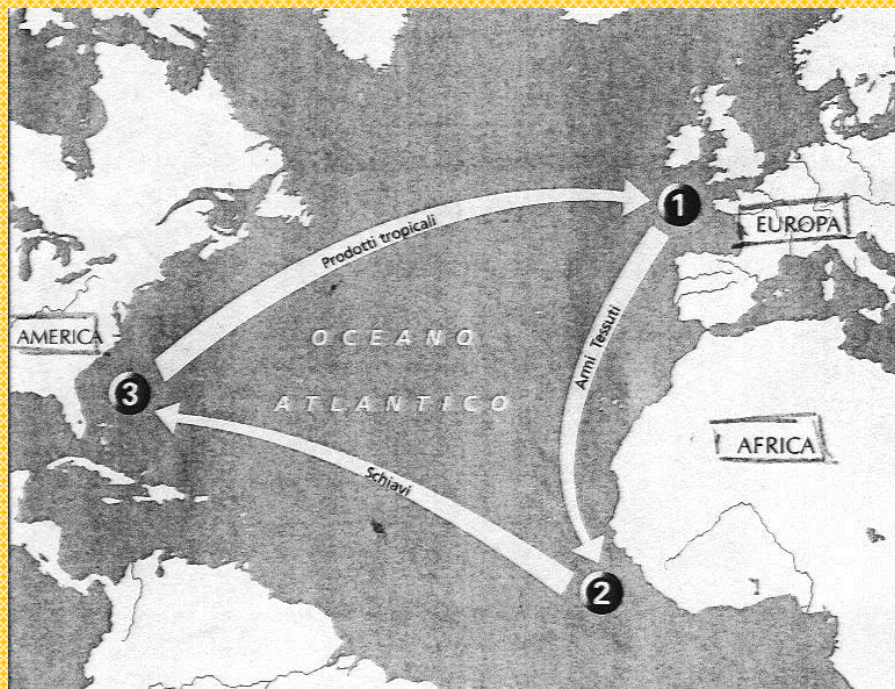 1
EUROPA
Prodotti tropicali
AMERICA
OCEANO
Armi Tessuti
3
ATLANTICO
AFRICA
Schiavi
2